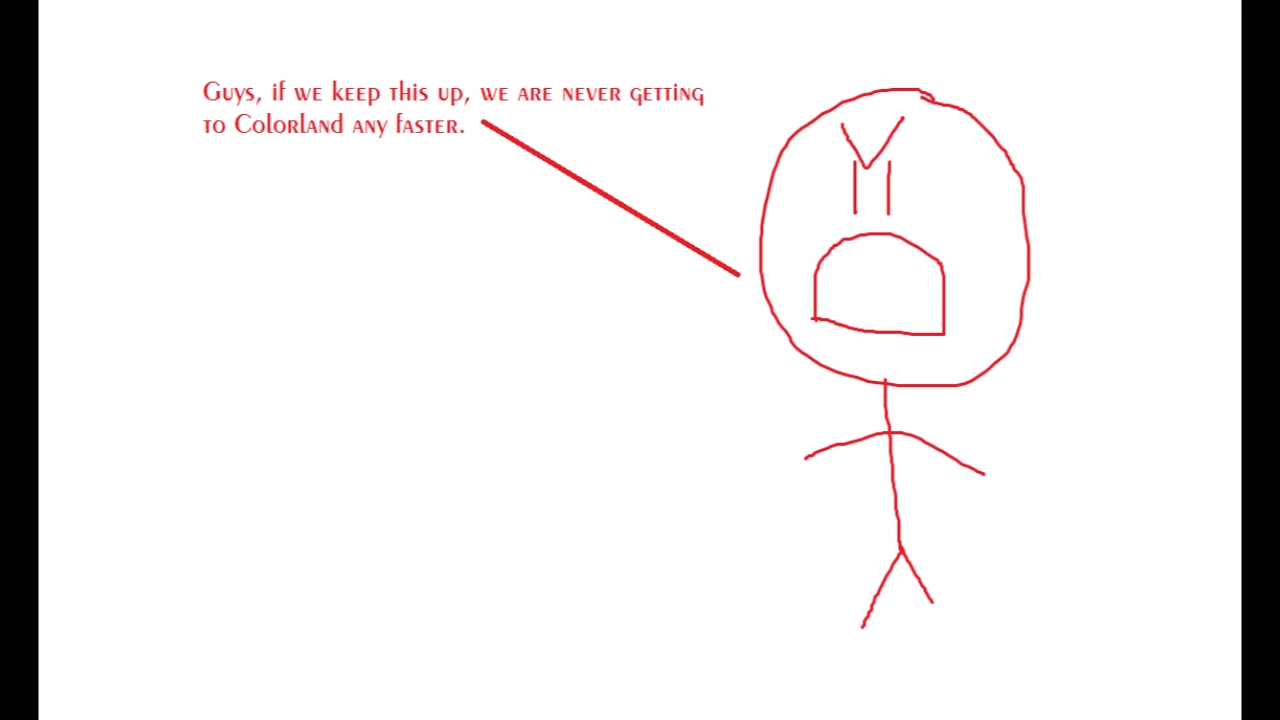 Guys, if we keep this up, we are never getting
to Colorland any faster.